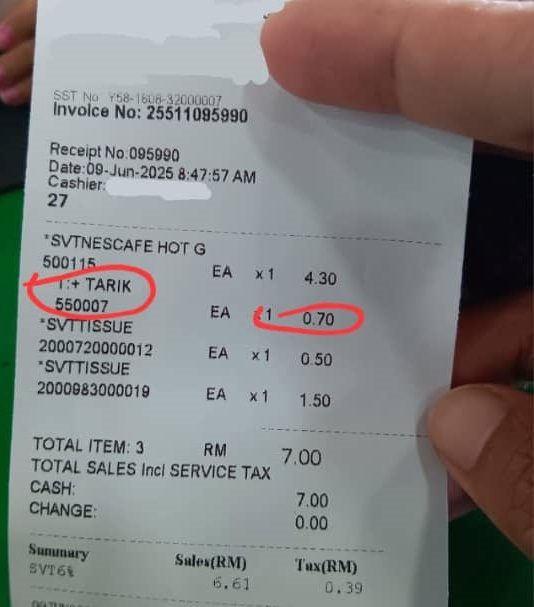 SST No Y58-1608-32000007
Invoice No: 25511095990
Receipt No.095990
Date:09-Jun-2025 8:47:57 AM
Cashier:
27
*SVTNESCAFE HOT G
500115 EA x 1 4.30
1:+ TARIK
550007 EA x1 0.70
*SVTTISSUE
2000720000012 EA x 1 0.50
*SVTTISSUE
2000983000019 EA x 1 1.50
TOTAL ITEM: 3 RM 7.00
TOTAL SALES Incl SERVICE TAX
CASH: 7.00
CHANGE: 0.00
Summary Sales(RM) Tax(RM)
SVT6% 6.61 0.39